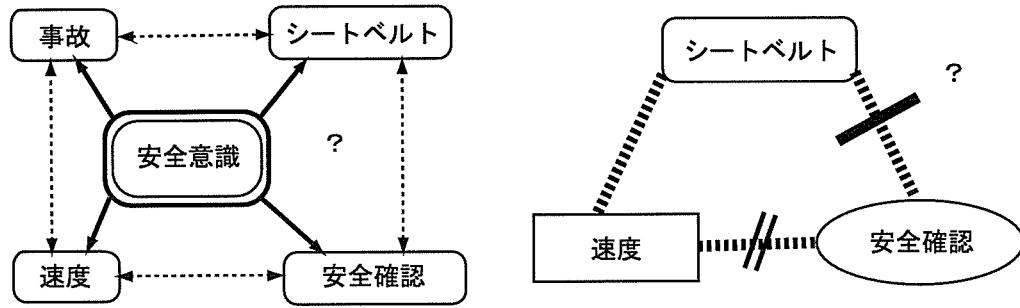 事故
シートベルト
安全意識
?
速度
安全確認
シートベルト
?
速度
安全確認